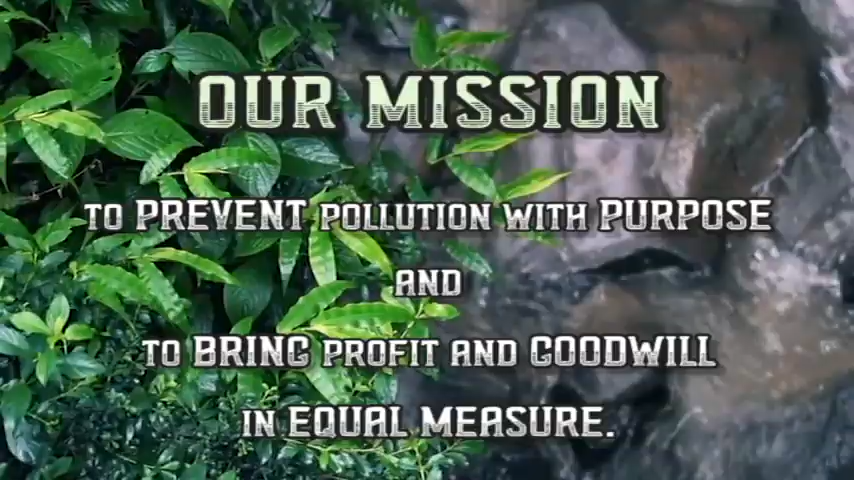 OUR MISSION
TO PREVENT POLLUTION WITH PURPOSE
AND
TO BRING PROFIT AND GOODWILL
IN EQUAL MEASURE.